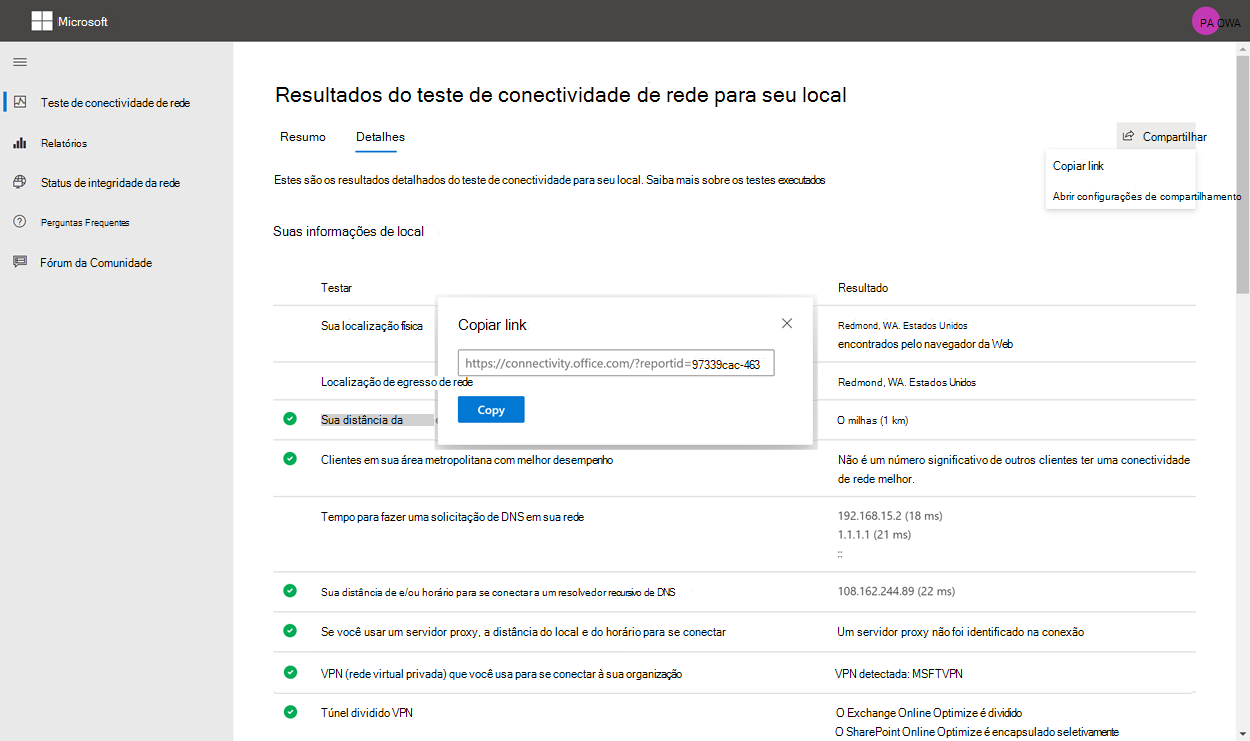 Microsoft
PA OWA
Teste de conectividade de rede
Relatórios
Status de integridade da rede
Perguntas Frequentes
Fórum da Comunidade
Resultados do teste de conectividade de rede para seu local
Resumo
Detalhes
Compartilhar
Copiar link
Abrir configurações de compartilhamento
Estes são os resultados detalhados do teste de conectividade para seu local. Saiba mais sobre os testes executados
Suas informações de local
Testar
Resultado
Sua localização física
Redmond, WA. Estados Unidos
encontrados pelo navegador da Web
Localização de egresso de rede
Redmond, WA. Estados Unidos
Sua distância da
0 milhas (1 km)
Copiar link
https://connectivity.office.com/?reportid=97339cac-463
Copy
Clientes em sua área metropolitana com melhor desempenho
Não é um número significativo de outros clientes ter uma conectividade
de rede melhor.
Tempo para fazer uma solicitação de DNS em sua rede
192.168.15.2 (18 ms)
1.1.1.1 (21 ms)
::
Sua distância de e/ou horário para se conectar a um resolvedor recursivo de DNS
108.162.244.89 (22 ms)
Se você usar um servidor proxy, a distância do local e do horário para se conectar
Um servidor proxy não foi identificado na conexão
VPN (rede virtual privada) que você usa para se conectar à sua organização
VPN detectada: MSFTVPN
Túnel dividido VPN
O Exchange Online Optimize é dividido
O SharePoint Online Optimize é encapsulado seletivamente